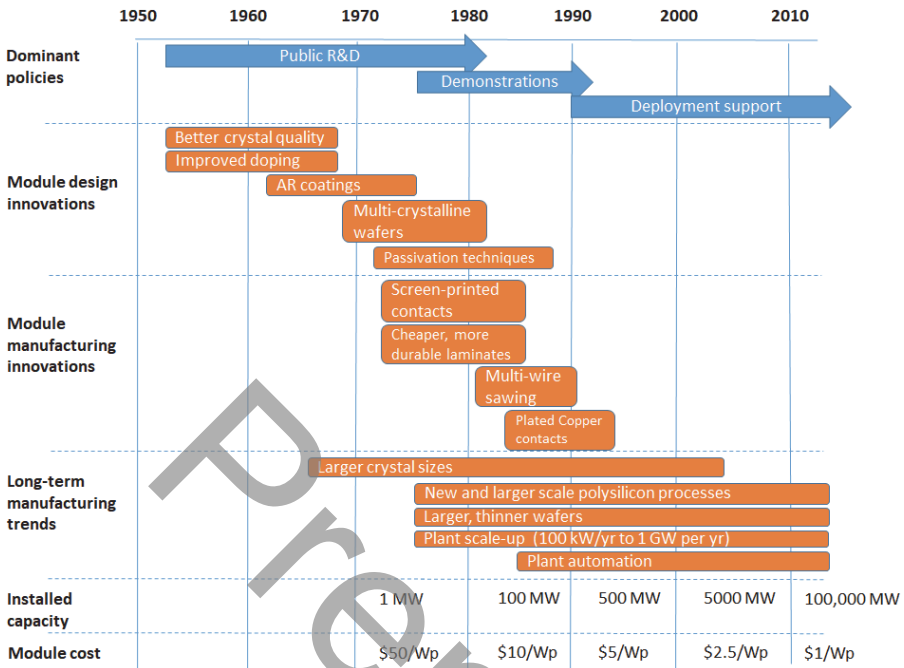 1950 1960 1970 1980 1990 2000 2010
Dominant
policies
Public R&D
Demonstrations
Deployment support
Module design
innovations
Better crystal quality
Improved doping
AR coatings
Multi-crystalline
wafers
Passivation techniques
Module
manufacturing
innovations
Screen-printed
contacts
Cheaper, more
durable laminates
Multi-wire
sawing
Plated Copper
contacts
Long-term
manufacturing
trends
Larger crystal sizes
New and larger scale polysilicon processes
Larger, thinner wafers
Plant scale-up (100 kW/yr to 1 GW per yr)
Plant automation
Installed
capacity
1 MW 100 MW 500 MW 5000 MW 100,000 MW
Module cost
$50/Wp $10/Wp $5/Wp $2.5/Wp $1/Wp